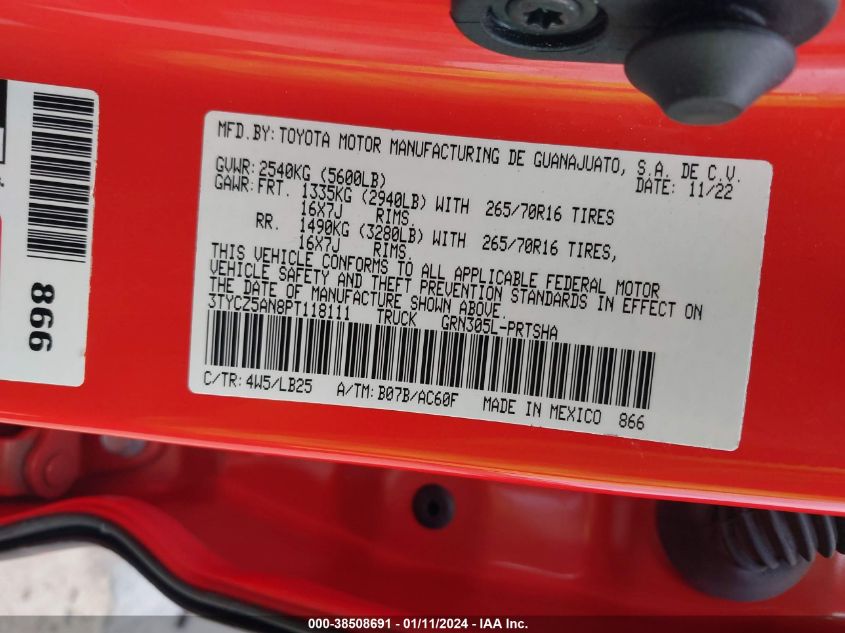 MFD.BY: TOYOTA MOTOR MANUFACTURING DE GUANAJUATO, S.A. DE C.V.
GVWR: 2540KG (5600LB) DATE: 11/22
GAWR: FRT. 1335KG (2940LB) WITH 265/70R16 TIRES
16X7J RIMS.
RR. 1490KG (3280LB) WITH 265/70R16 TIRES,
16X7J RIMS.
THIS VEHICLE CONFORMS TO ALL APPLICABLE FEDERAL MOTOR
VEHICLE SAFETY AND THEFT PREVENTION STANDARDS IN EFFECT ON
THE DATE OF MANUFACTURE SHOWN ABOVE.
3TYCZ5AN8PT118111 TRUCK GRN305L-PRTSHA
C/TR: 4W5/LB25 A/TM: B07B/AC60F MADE IN MEXICO 866
866
000-38508691 - 01/11/2024 - IAA Inc.